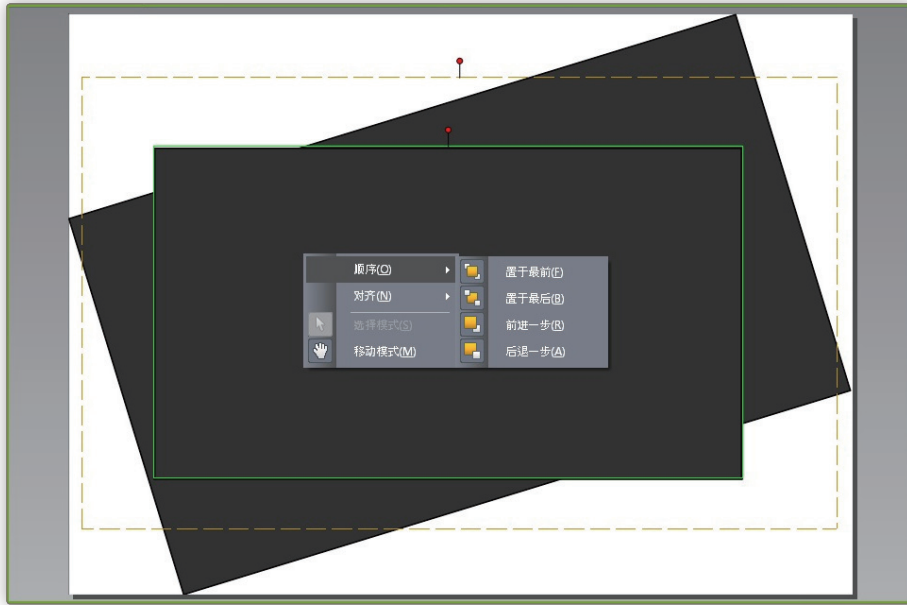 顺序(O)
对齐(N)
选择模式(S)
移动模式(M)
置于最前(F)
置于最后(B)
前进一步(R)
后退一步(A)